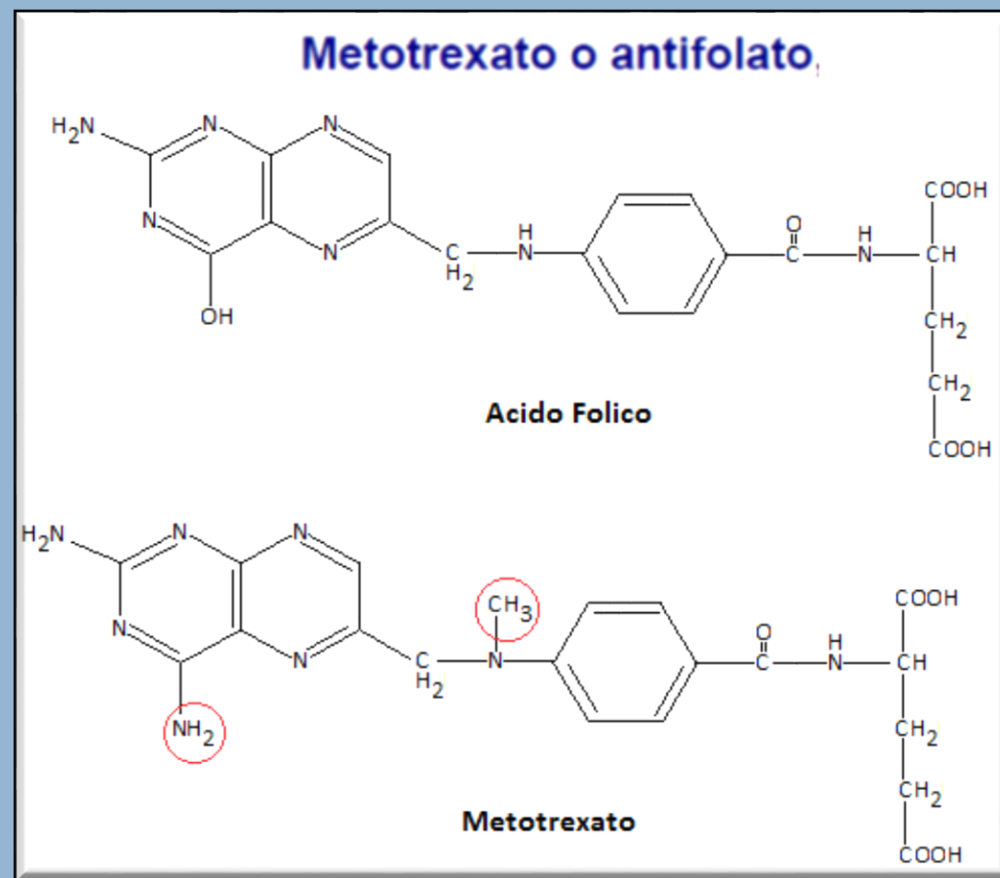 Metotrexato o antifolato,
H₂N N N
N N
OH
C
H₂
H
N
O
C
H
N
COOH
CH
CH₂
CH₂
COOH
Acido Folico
H₂N N N
N N
NH₂
C
H₂
CH₃
N
O
C
H
N
COOH
CH
CH₂
CH₂
COOH
Metotrexato